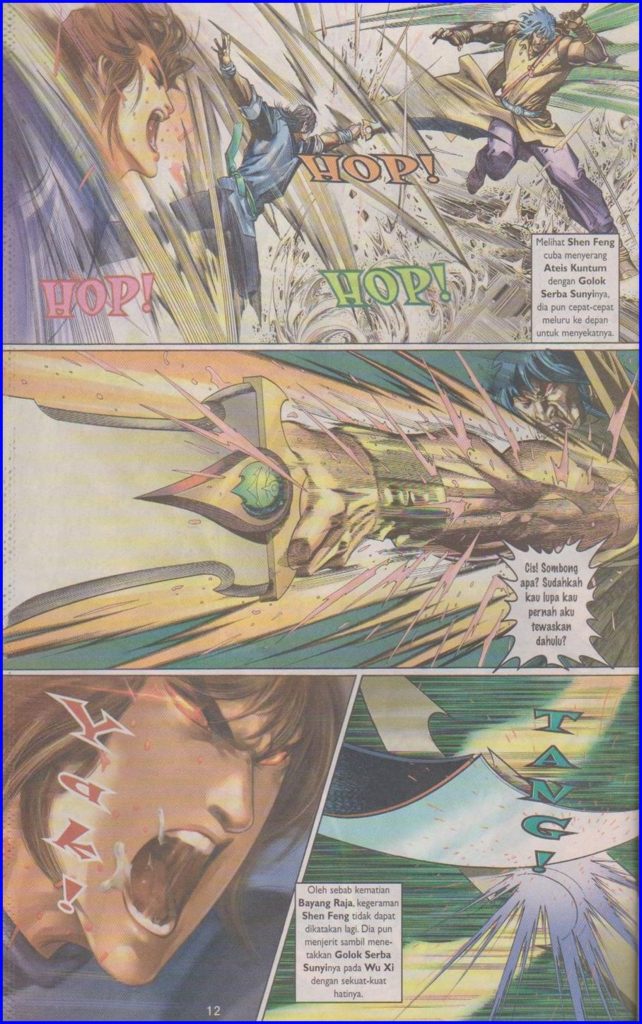 HOP!
HOP!
HOP!
Melihat Shen Feng
cuba menyerang
Ateis Kuntum
dengan Golok
Serba Sunyinya,
dia pun cepat-cepat
meluru ke depan
untuk menyekatnya.
Cis! Sombong
apa? Sudahkah
kau lupa kau
pernah aku
tewaskan
dahulu?
TANG!
Oleh sebab kematian
Bayang Raja, kegeraman
Shen Feng tidak dapat
dikatakan lagi. Dia pun
menjerit sambil mene-
takkan Golok Serba
Sunyinya pada Wu Xi
dengan sekuat-kuat
hatinya.
12